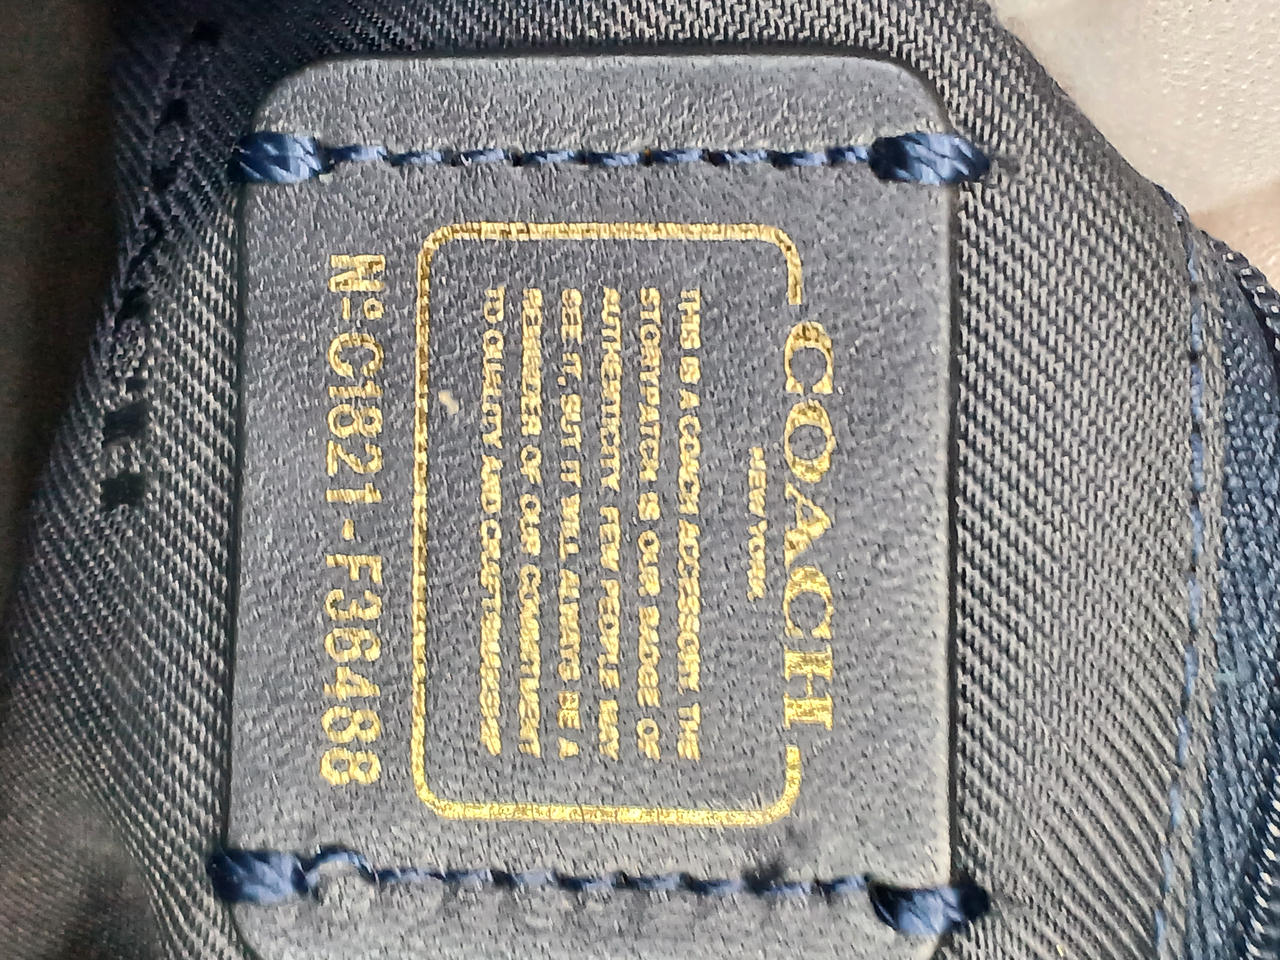 COACH
NEW YORK
THIS IS A COACH ACCESSORY. THE
STORYPATCH IS OUR BADGE OF
AUTHENTICITY. FEW PEOPLE MAY
SEE IT, BUT IT WILL ALWAYS BE A
REMINDER OF OUR COMMITMENT
TO QUALITY AND CRAFTSMANSHIP
Nº C1821-F36488